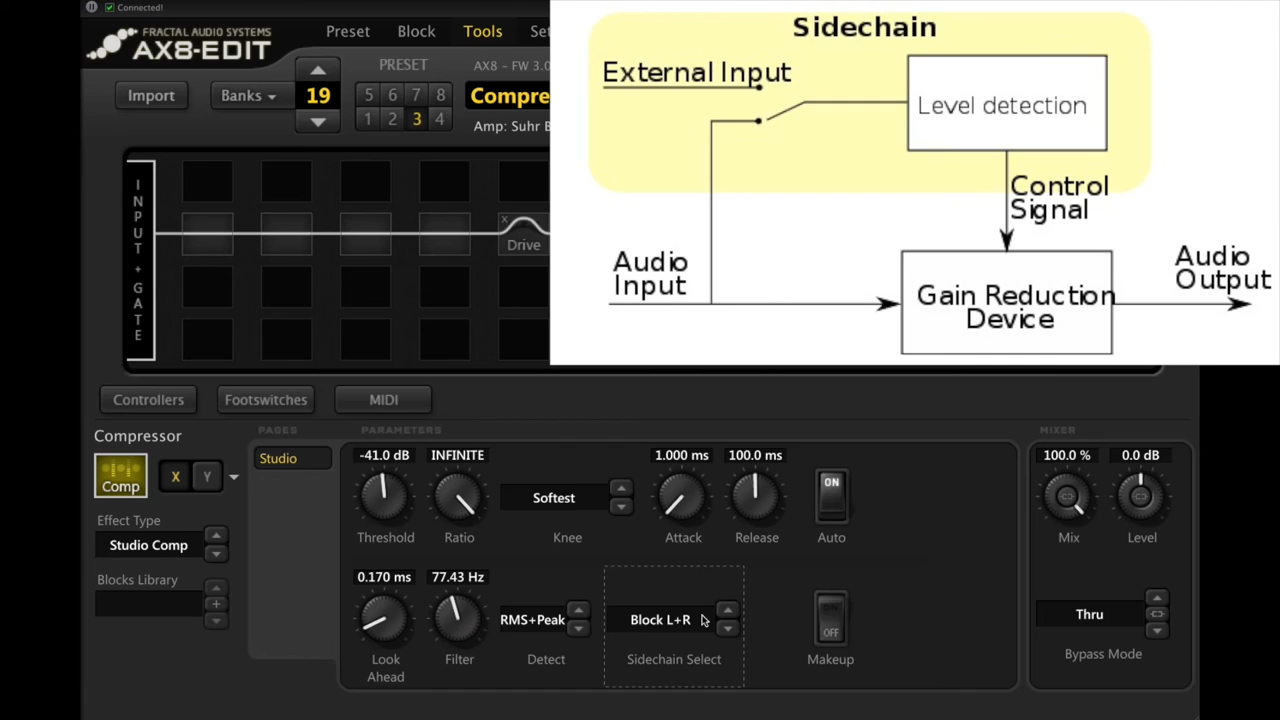 Connected!
FRACTAL AUDIO SYSTEMS
AX8-EDIT
Preset
Block
Tools
PRESET
AX8 - FW 3.0
Import
Banks
19
5 6 7 8
1 2 3 4
Compre
Amp: Suhr B
INPUT + GATE
x
Drive
Sidechain
External Input
Level detection
Control
Signal
Audio
Input
Gain Reduction
Device
Audio
Output
Controllers
Footswitches
MIDI
Compressor
PAGES
PARAMETERS
MIXER
Comp
X
Y
Studio
Effect Type
Studio Comp
Blocks Library
-41.0 dB
INFINITE
Softest
1.000 ms
100.0 ms
ON
Threshold
Ratio
Knee
Attack
Release
Auto
0.170 ms
77.43 Hz
RMS+Peak
Block L+R
OFF
Look
Ahead
Filter
Detect
Sidechain Select
Makeup
100.0 %
0.0 dB
Mix
Level
Thru
Bypass Mode